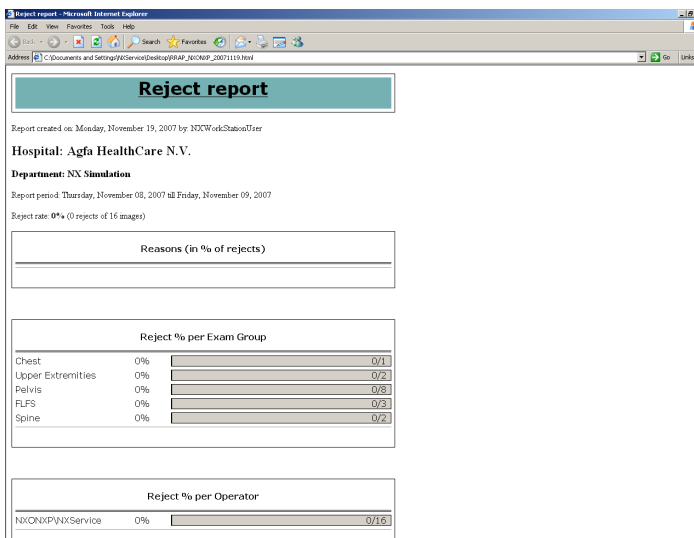 Reject report - Microsoft Internet Explorer
File Edit View Favorites Tools Help
Back Search Favorites
Address C:\Documents and Settings\NXService\Desktop\RRAP_NXONXP_20071119.html Go Links
Reject report
Report created on: Monday, November 19, 2007 by: NXWorkStationUser
Hospital: Agfa HealthCare N.V.
Department: NX Simulation
Report period: Thursday, November 08, 2007 till Friday, November 09, 2007
Reject rate: 0% (0 rejects of 16 images)
Reasons (in % of rejects)
Reject % per Exam Group
Chest 0% 0/1
Upper Extremities 0% 0/2
Pelvis 0% 0/8
FLFS 0% 0/3
Spine 0% 0/2
Reject % per Operator
NXONXP\NXService 0% 0/16